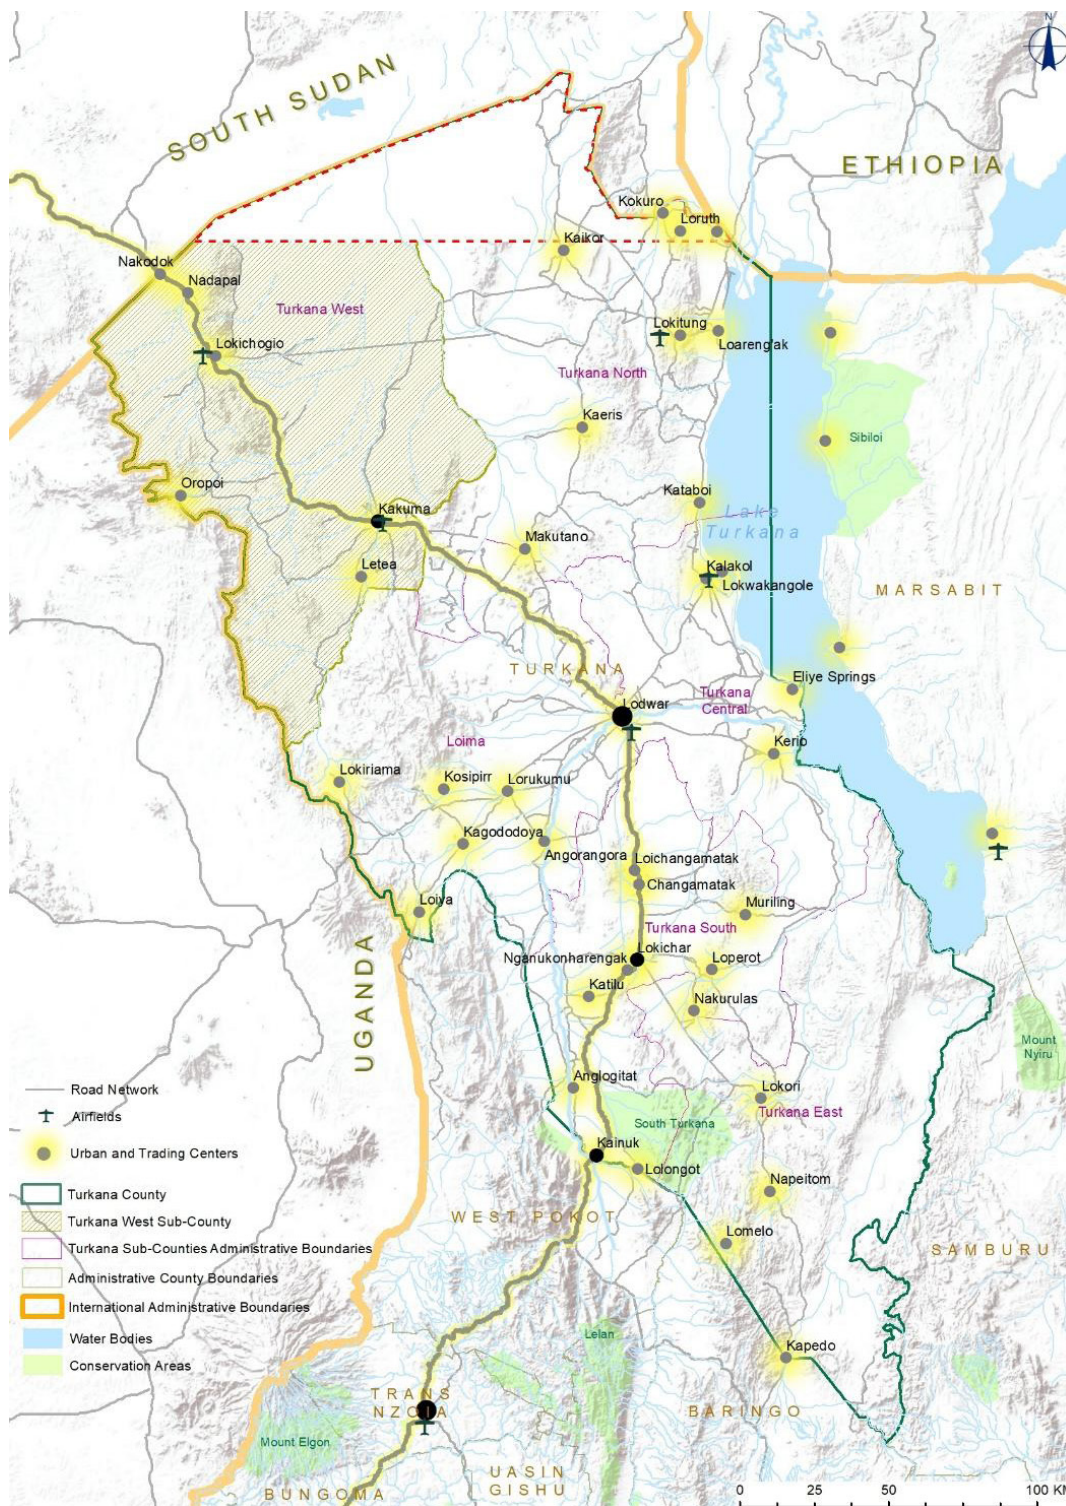 N
SOUTH SUDAN
ETHIOPIA
Kokuro
Loruth
Kaikor
Nakodok
Nadapal
Turkana West
Lokitung
Loareng'ak
Lokichogio
Turkana North
Kaeris
Sibiloi
Oropoi
Kataboi
Kakuma
Lake
Turkana
Makutano
Letea
Kalakol
Lokwakangole
MARSABIT
TURKANA
Eliye Springs
Turkana
Central
Lodwar
Loima
Kerio
Lokiriama
Kosipirr
Lorukumu
Kagododoya
Angorangora
Loichangamatak
Changamatak
Muriling
Loiya
Turkana South
UGANDA
Lokichar
Nganukonharengak
Loperot
Katilu
Nakurulas
Mount
Nyiru
Anglogitat
Lokori
Turkana East
South Turkana
Kainuk
Lolongot
Napeitom
WEST POKOT
Lomelo
SAMBURU
Lelan
Kapedo
TRANS
NZOIA
BARINGO
Mount Elgon
UASIN
GISHU
BUNGOMA
Road Network
Airfields
Urban and Trading Centers
Turkana County
Turkana West Sub-County
Turkana Sub-Counties Administrative Boundaries
Administrative County Boundaries
International Administrative Boundaries
Water Bodies
Conservation Areas
0 25 50 100 KM